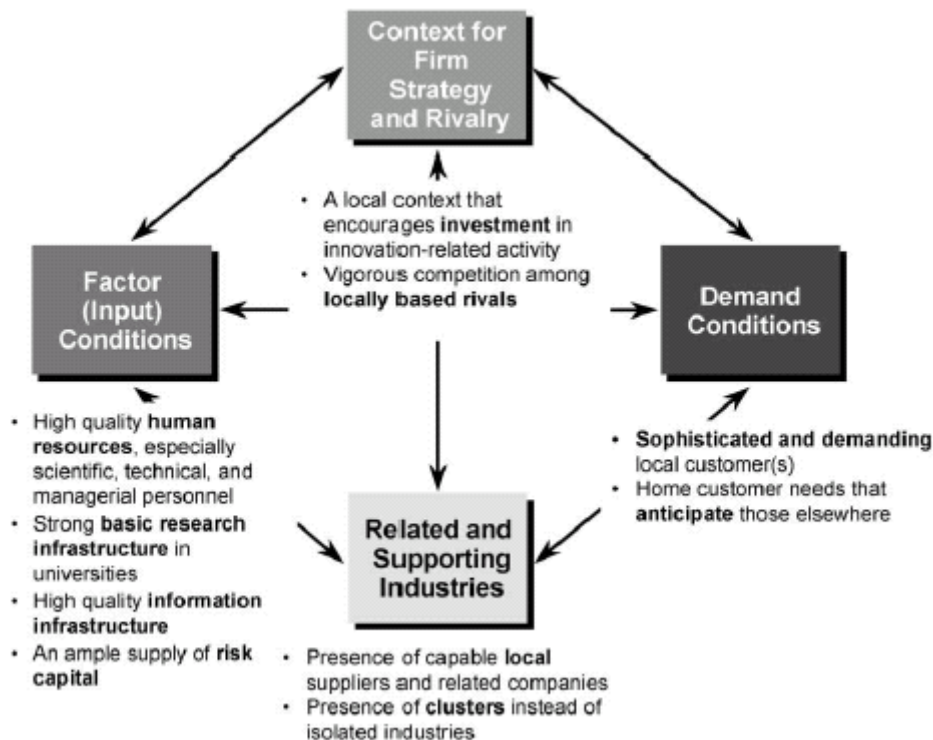 Context for
Firm
Strategy
and Rivalry
• A local context that
encourages investment in
innovation-related activity
• Vigorous competition among
locally based rivals
Factor
(Input)
Conditions
Demand
Conditions
• High quality human
resources, especially
scientific, technical, and
managerial personnel
• Strong basic research
infrastructure in
universities
• High quality information
infrastructure
• An ample supply of risk
capital
• Sophisticated and demanding
local customer(s)
• Home customer needs that
anticipate those elsewhere
Related and
Supporting
Industries
• Presence of capable local
suppliers and related companies
• Presence of clusters instead of
isolated industries